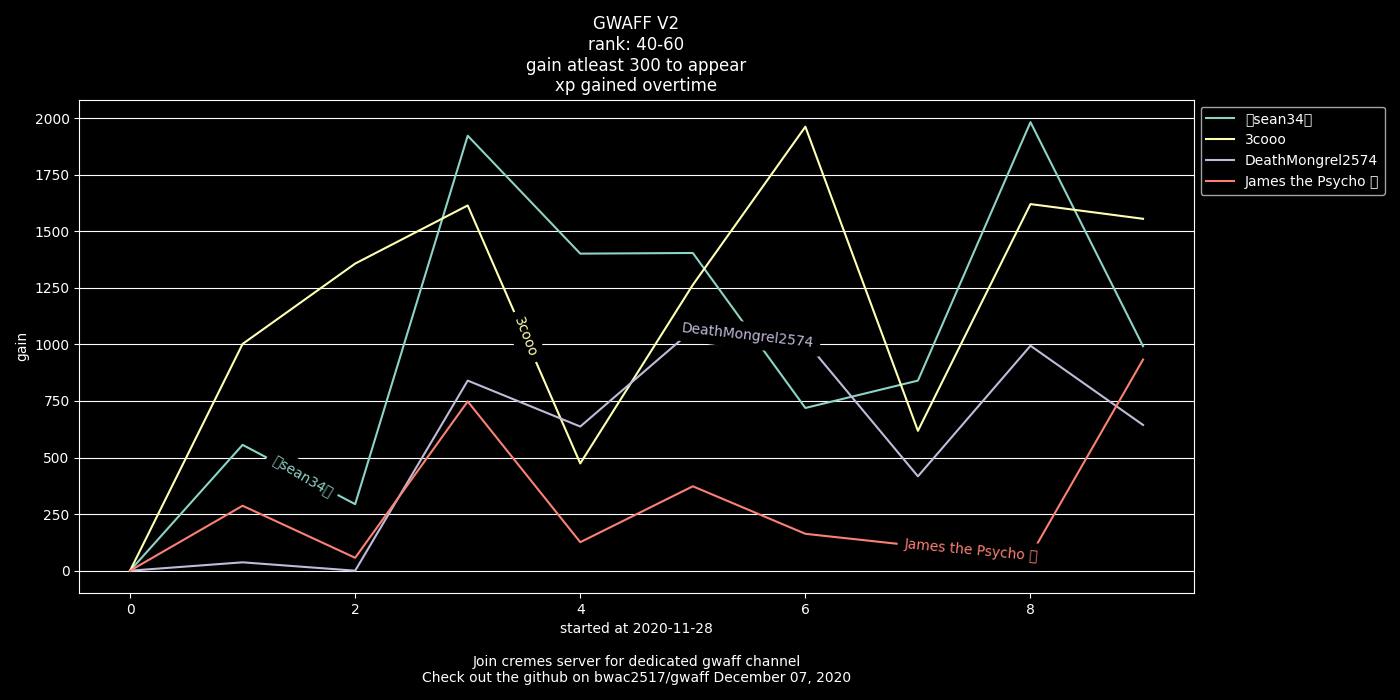 GWAFF V2
rank: 40-60
gain atleast 300 to appear
xp gained overtime
2000
1750
1500
1250
1000
750
500
250
0
gain
sean34
3cooo
DeathMongrel2574
James the Psycho
0
2
4
6
8
started at 2020-11-28
Join cremes server for dedicated gwaff channel
Check out the github on bwac2517/gwaff December 07, 2020
sean34
3cooo
DeathMongrel2574
James the Psycho